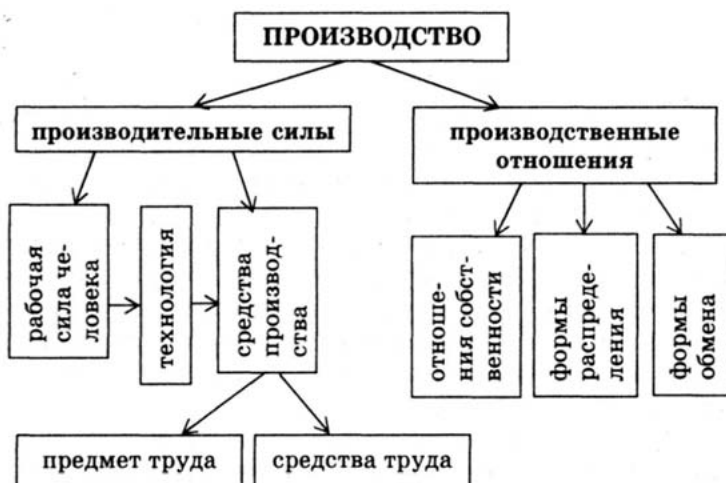 ПРОИЗВОДСТВО
производительные силы
производственные
отношения
рабочая
сила че-
ловека
технология
средства
производ-
ства
отноше-
ния собст-
венности
формы
распреде-
ления
формы
обмена
предмет труда
средства труда